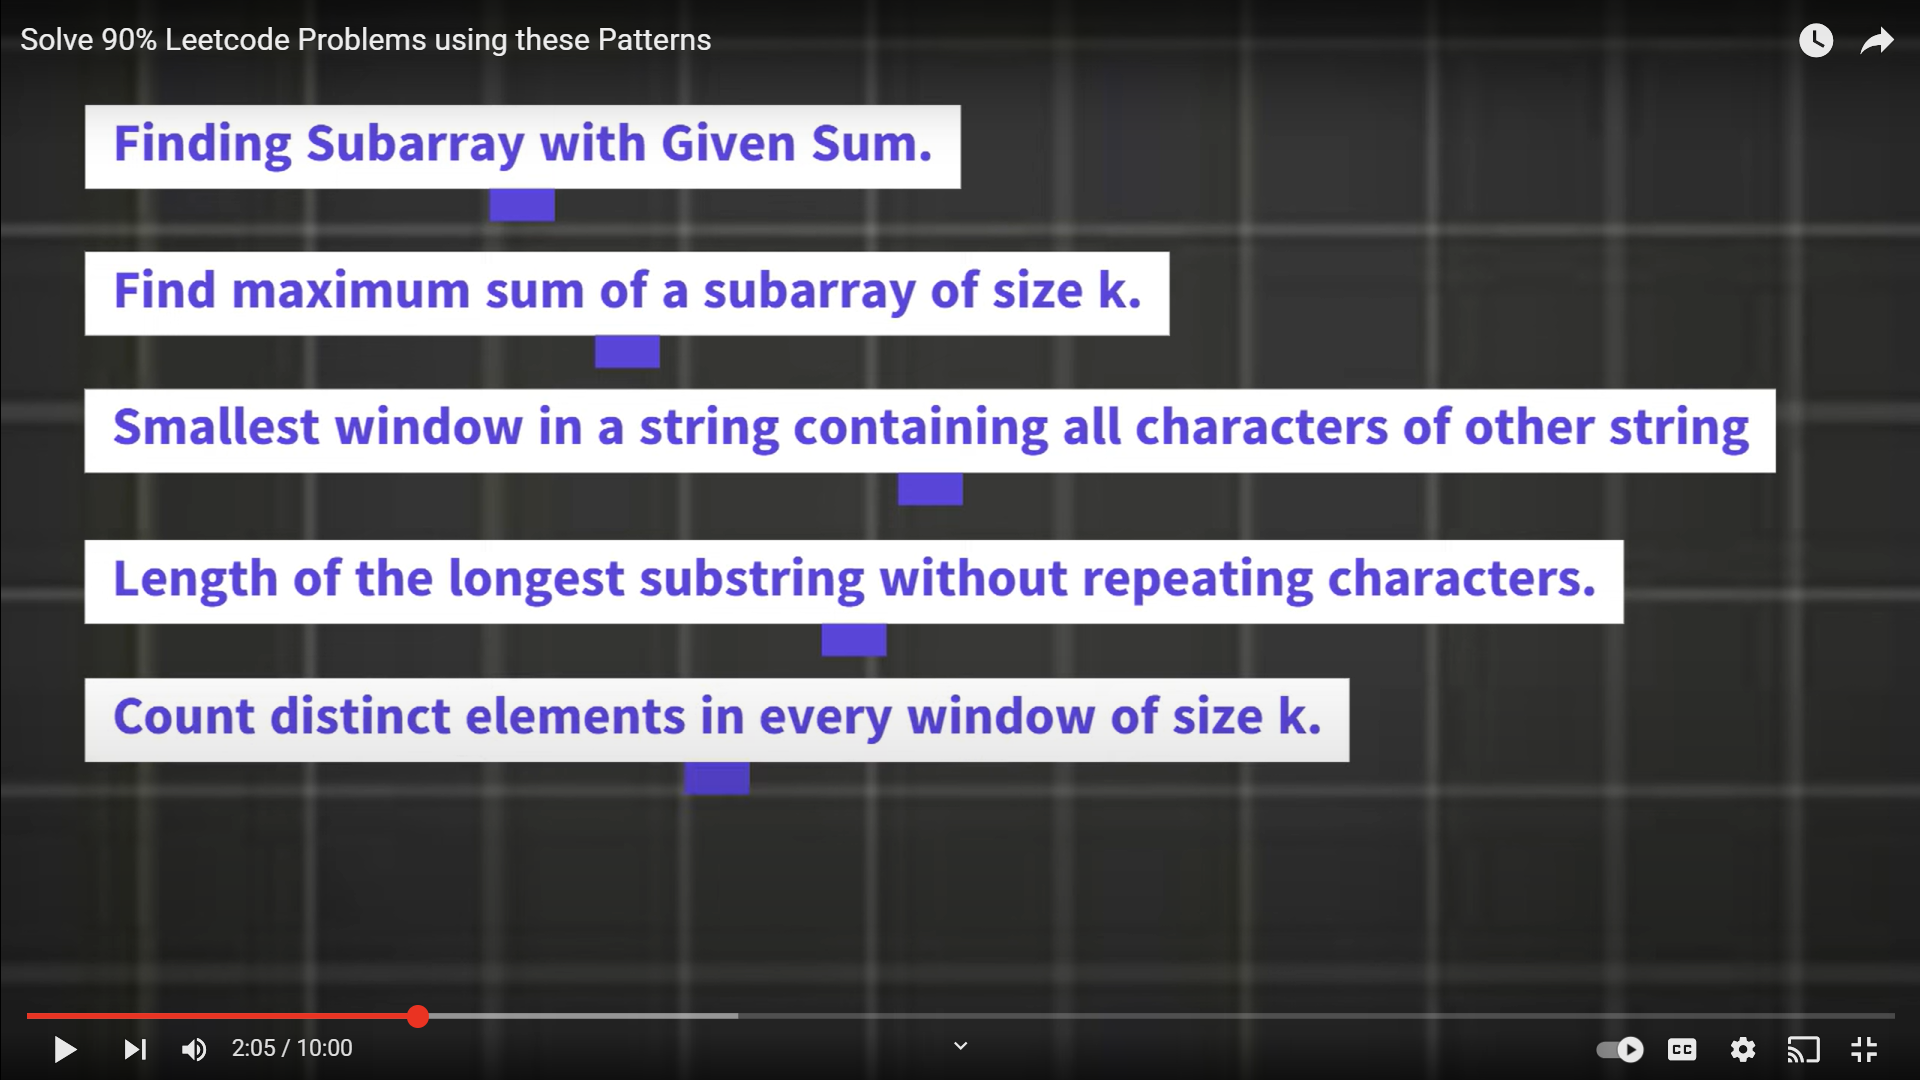 Solve 90% Leetcode Problems using these Patterns
Finding Subarray with Given Sum.
Find maximum sum of a subarray of size k.
Smallest window in a string containing all characters of other string
Length of the longest substring without repeating characters.
Count distinct elements in every window of size k.
2:05 / 10:00
CC